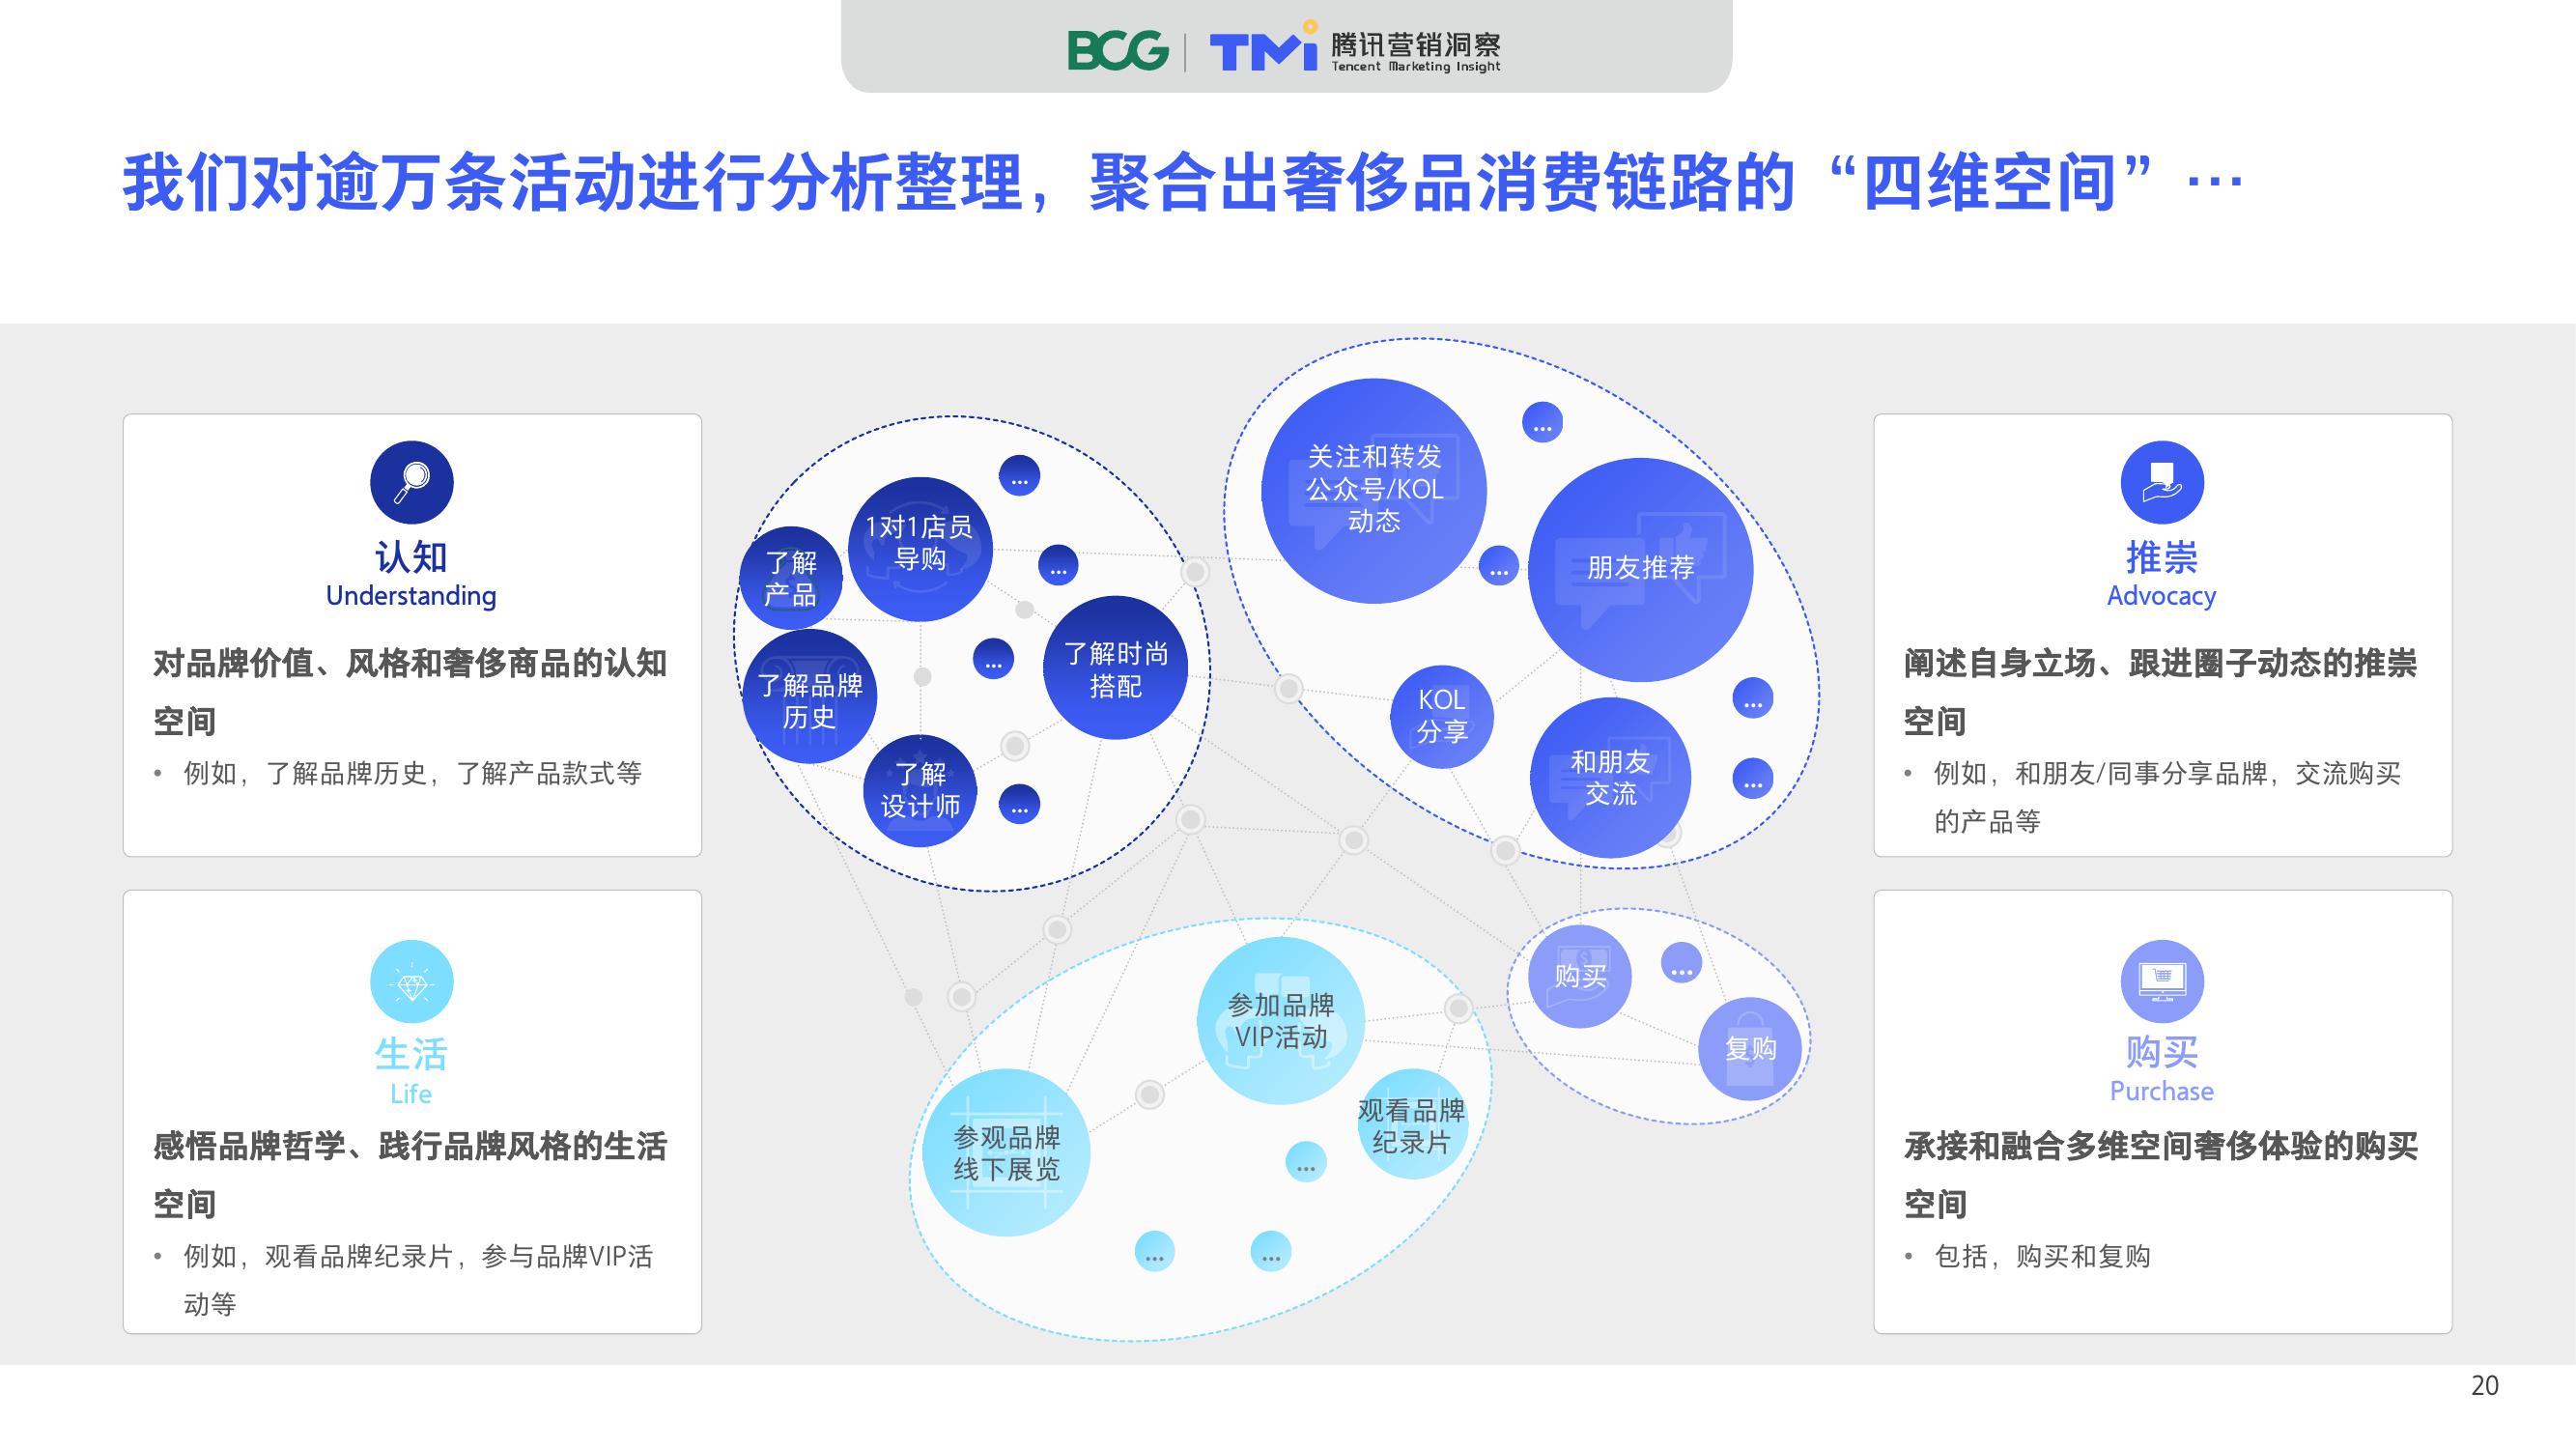 BCG
TMi 腾讯营销洞察
Tencent Marketing Insight
我们对逾万条活动进行分析整理，聚合出奢侈品消费链路的“四维空间”…
认知
Understanding
对品牌价值、风格和奢侈商品的认知
空间
• 例如，了解品牌历史，了解产品款式等
生活
Life
感悟品牌哲学、践行品牌风格的生活
空间
• 例如，观看品牌纪录片，参与品牌VIP活
动等
1对1店员
导购
...
了解
产品
...
了解时尚
搭配
...
了解品牌
历史
了解
设计师
...
关注和转发
公众号/KOL
动态
...
...
朋友推荐
KOL
分享
...
和朋友
交流
...
参加品牌
VIP活动
观看品牌
纪录片
参观品牌
线下展览
...
...
...
购买
...
复购
推崇
Advocacy
阐述自身立场、跟进圈子动态的推崇
空间
• 例如，和朋友/同事分享品牌，交流购买
的产品等
购买
Purchase
承接和融合多维空间奢侈体验的购买
空间
• 包括，购买和复购
20